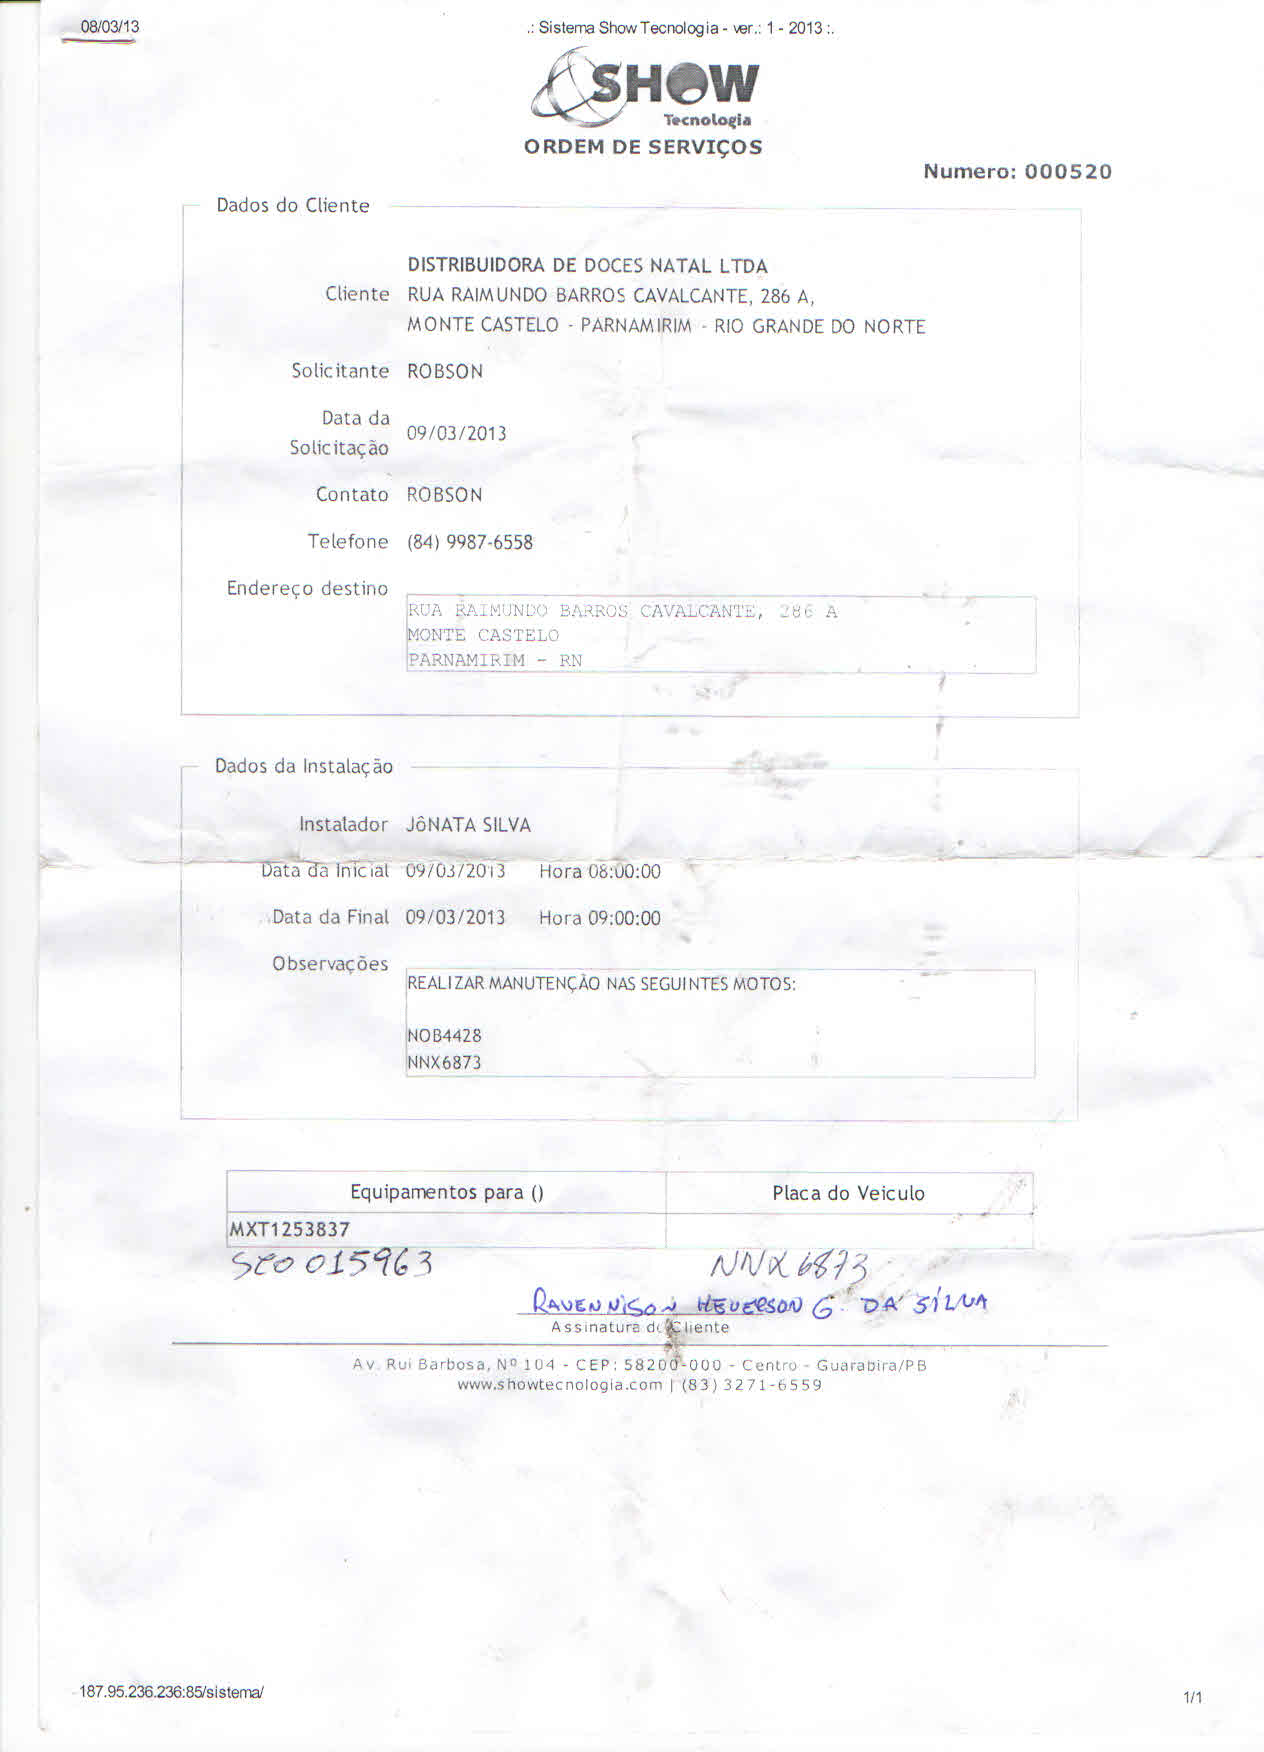 08/03/13
.: Sistema Show Tecnologia - ver.: 1 - 2013 :.
SHOW
Tecnologia
ORDEM DE SERVIÇOS
Numero: 000520
Dados do Cliente
DISTRIBUIDORA DE DOCES NATAL LTDA
Cliente RUA RAIMUNDO BARROS CAVALCANTE, 286 A,
MONTE CASTELO - PARNAMIRIM - RIO GRANDE DO NORTE
Solicitante ROBSON
Data da
Solicitação 09/03/2013
Contato ROBSON
Telefone (84) 9987-6558
Endereço destino
RUA RAIMUNDO BARROS CAVALCANTE, 286 A
MONTE CASTELO
PARNAMIRIM - RN
Dados da Instalação
Instalador JôNATA SILVA
Data da Inicial 09/03/2013 Hora 08:00:00
Data da Final 09/03/2013 Hora 09:00:00
Observações
REALIZAR MANUTENÇÃO NAS SEGUINTES MOTOS:
NOB4428
NNX6873
Equipamentos para () Placa do Veiculo
MXT1253837
015963 NNX 6873
RAVENNISON HEVERSON G. DA SILVA
Assinatura do Cliente
Av. Rui Barbosa, Nº 104 - CEP: 58200-000 - Centro - Guarabira/PB
www.showtecnologia.com | (83) 3271-6559
187.95.236.236:85/sistema/
1/1